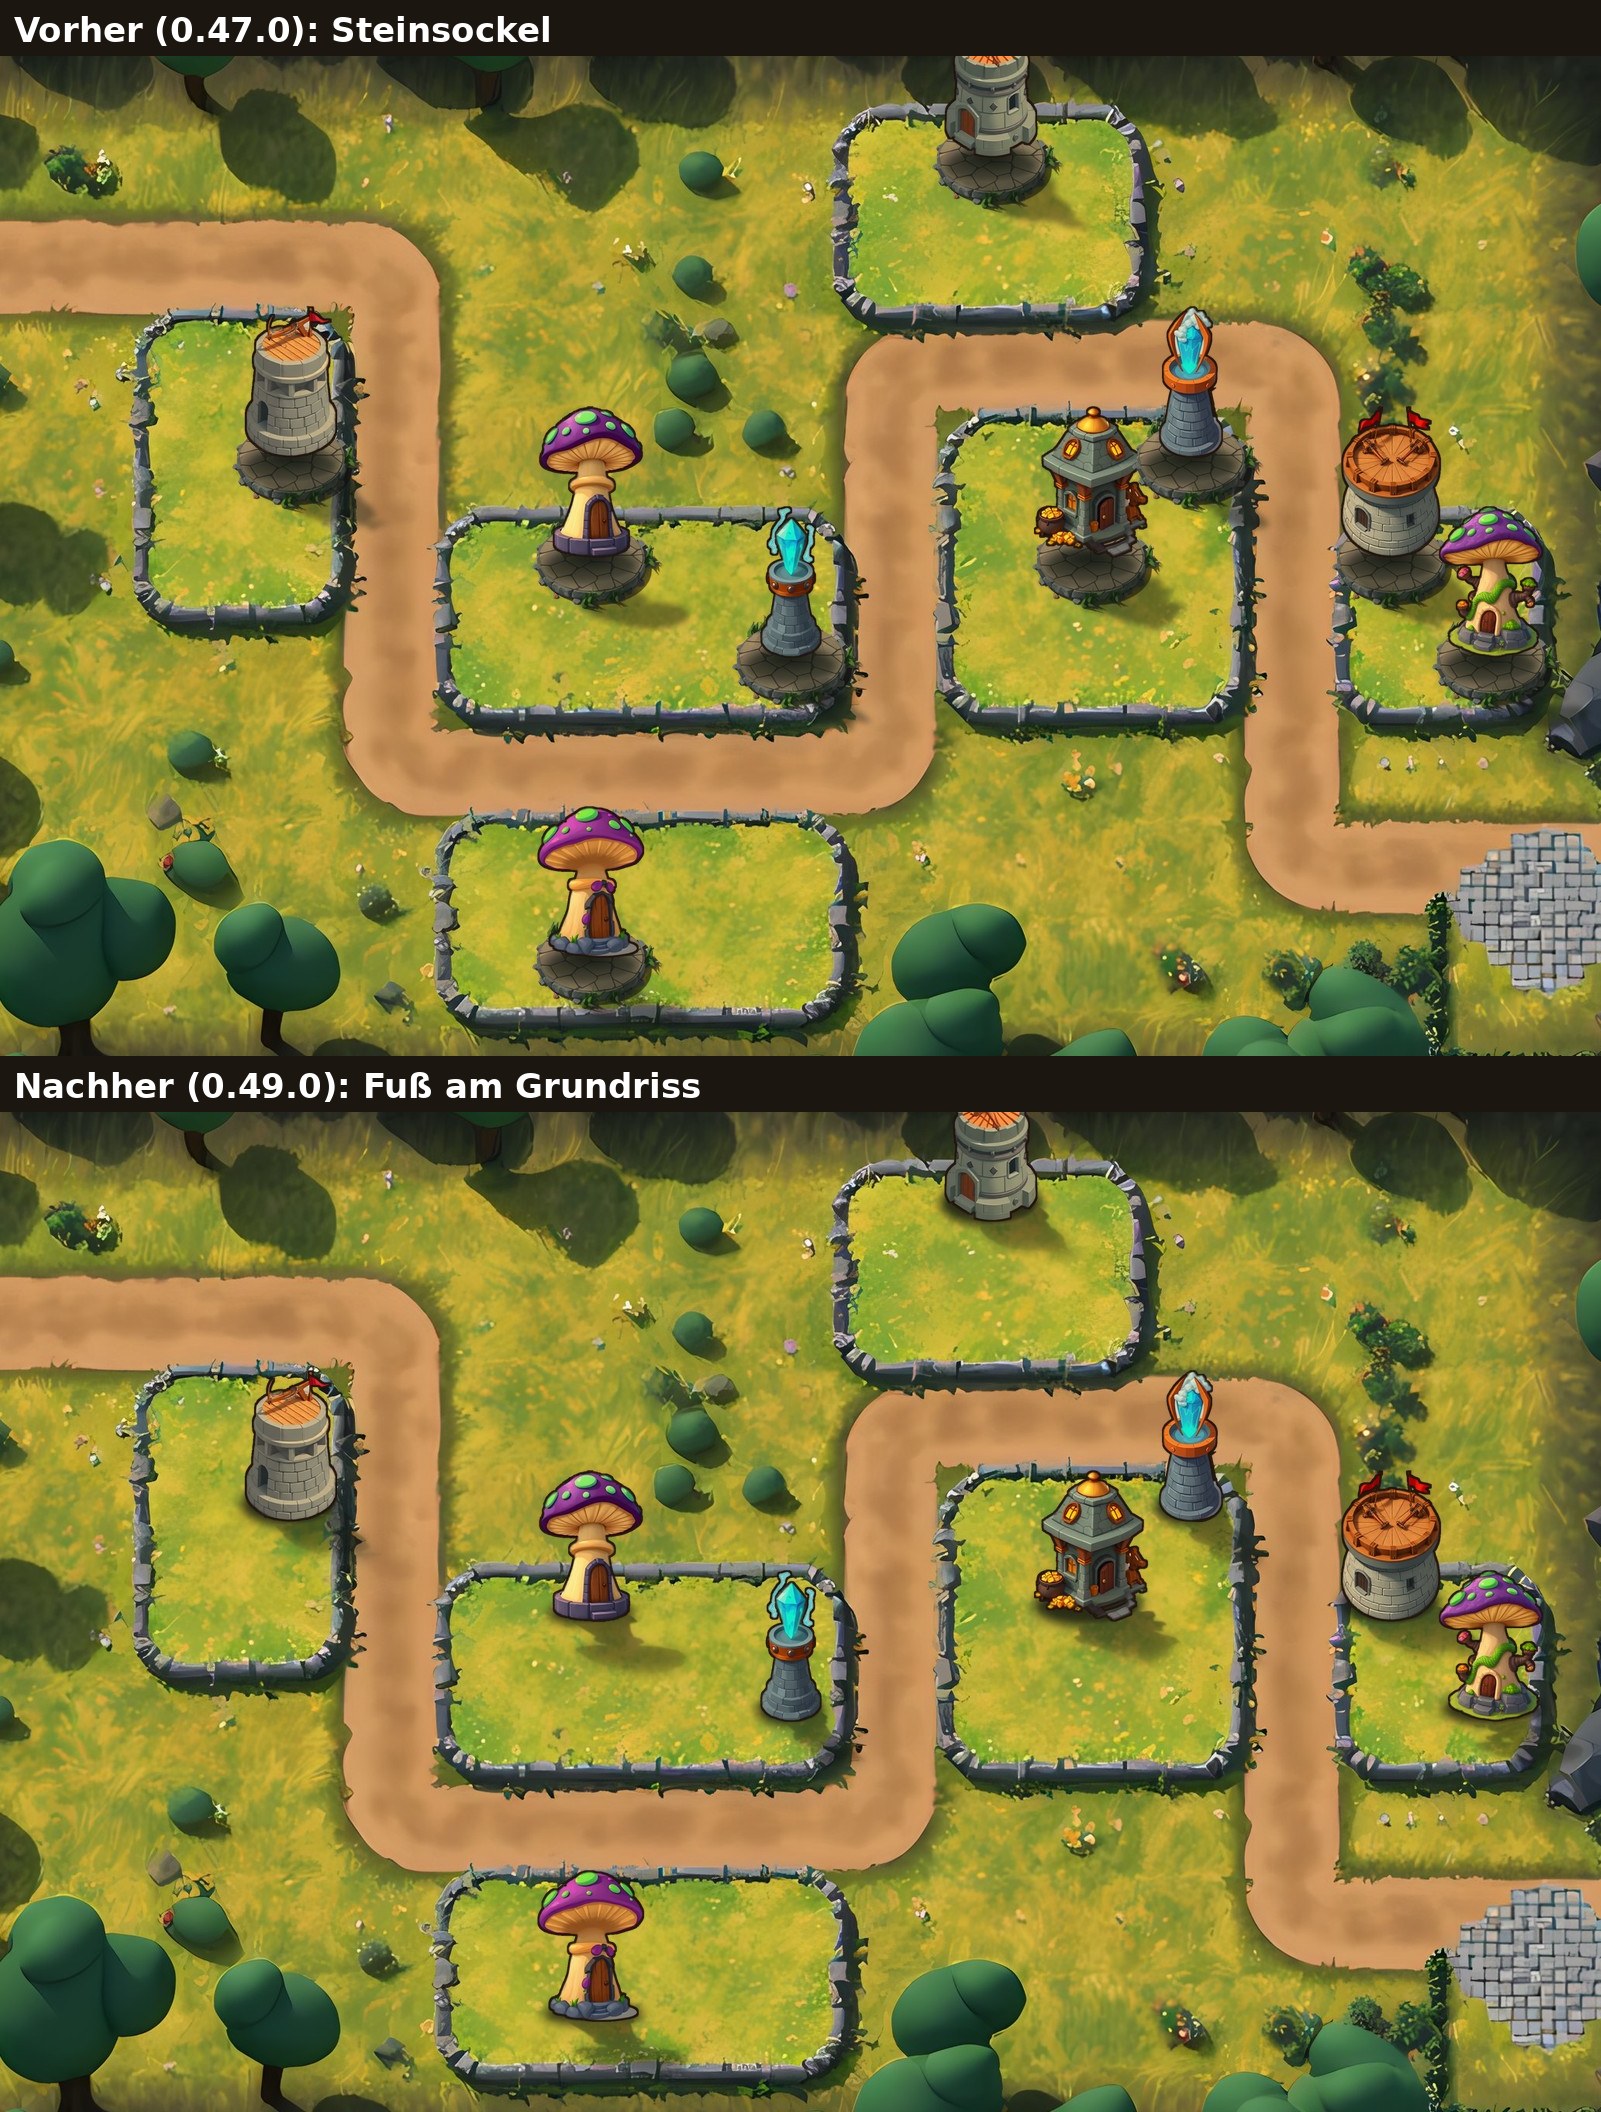 Vorher (0.47.0): Steinsockel
Nachher (0.49.0): Fuß am Grundriss